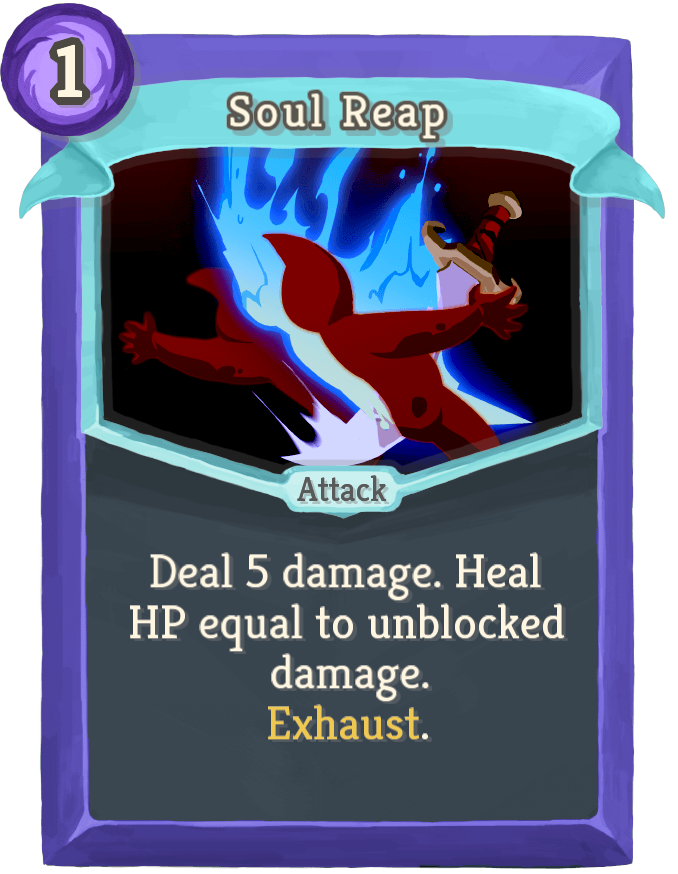 1
Soul Reap
Attack
Deal 5 damage. Heal
HP equal to unblocked
damage.
Exhaust.